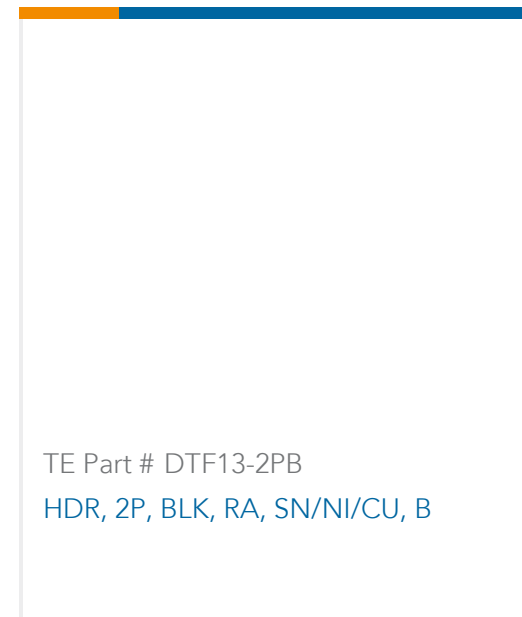 TE Part # DTF13-2PB
HDR, 2P, BLK, RA, SN/NI/CU, B